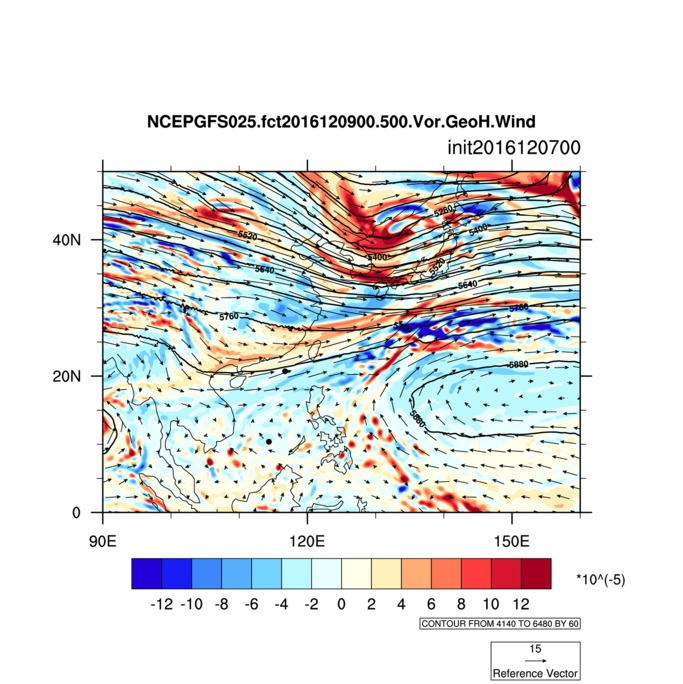 NCEPGFS025.fct2016120900.500.Vor.GeoH.Wind
init2016120700
40N
20N
0
90E 120E 150E
5520
5640
5760
5400
5280
5400
5520
5640
5760
5880
5880
-12 -10 -8 -6 -4 -2 0 2 4 6 8 10 12
*10^(-5)
CONTOUR FROM 4140 TO 6480 BY 60
15
Reference Vector